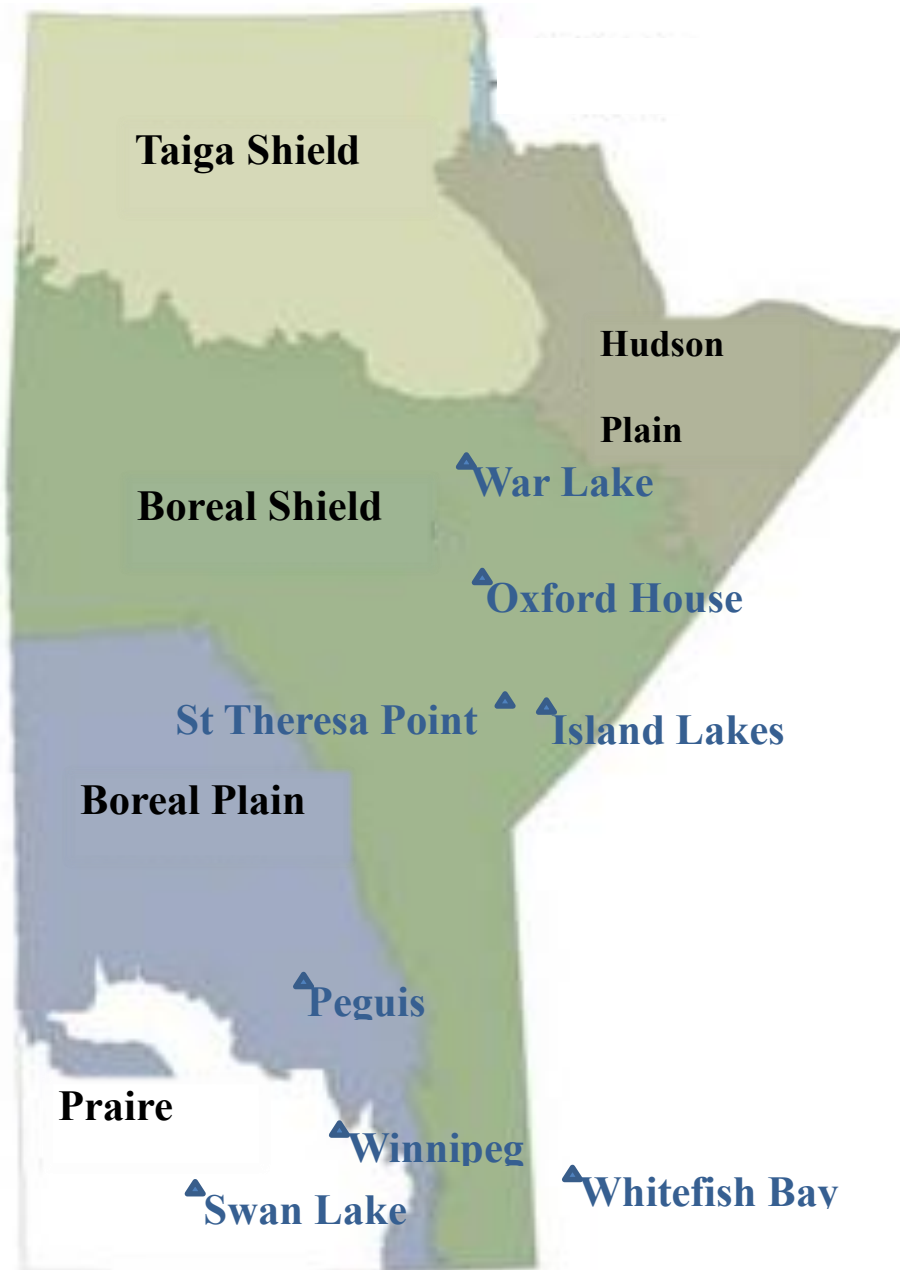 Taiga Shield
Hudson
Plain
War Lake
Boreal Shield
Oxford House
St Theresa Point
Island Lakes
Boreal Plain
Peguis
Praire
Winnipeg
Whitefish Bay
Swan Lake